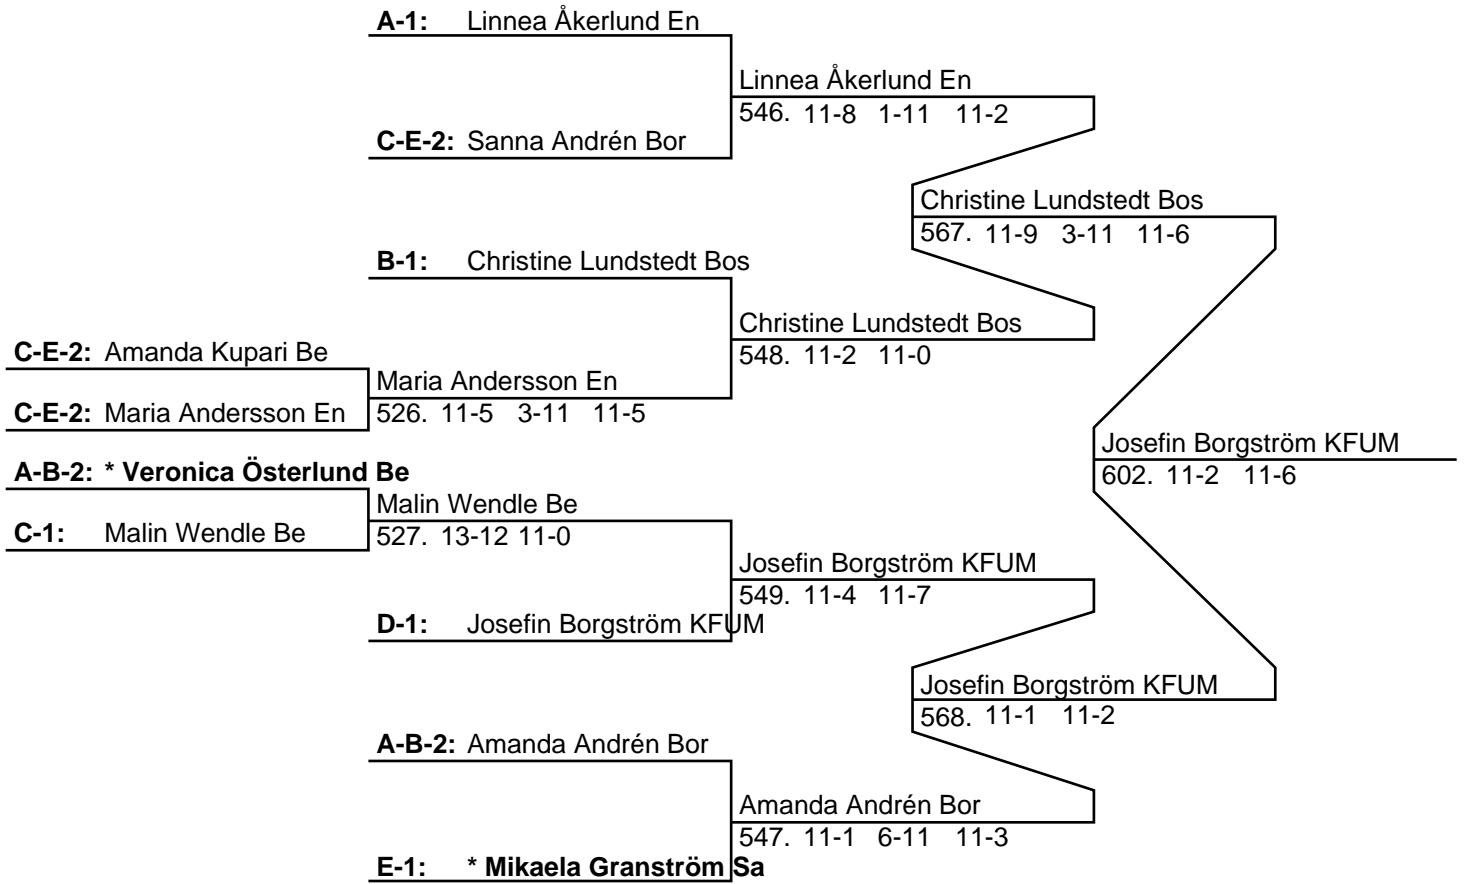 A-1: Linnea Åkerlund En
Linnea Åkerlund En
546. 11-8 1-11 11-2
C-E-2: Sanna Andrén Bor
Christine Lundstedt Bos
567. 11-9 3-11 11-6
B-1: Christine Lundstedt Bos
Christine Lundstedt Bos
548. 11-2 11-0
C-E-2: Amanda Kupari Be
Maria Andersson En
526. 11-5 3-11 11-5
C-E-2: Maria Andersson En
Josefin Borgström KFUM
602. 11-2 11-6
A-B-2: * Veronica Österlund Be
Malin Wendle Be
527. 13-12 11-0
C-1: Malin Wendle Be
Josefin Borgström KFUM
549. 11-4 11-7
D-1: Josefin Borgström KFUM
Josefin Borgström KFUM
568. 11-1 11-2
A-B-2: Amanda Andrén Bor
Amanda Andrén Bor
547. 11-1 6-11 11-3
E-1: * Mikaela Granström Sa